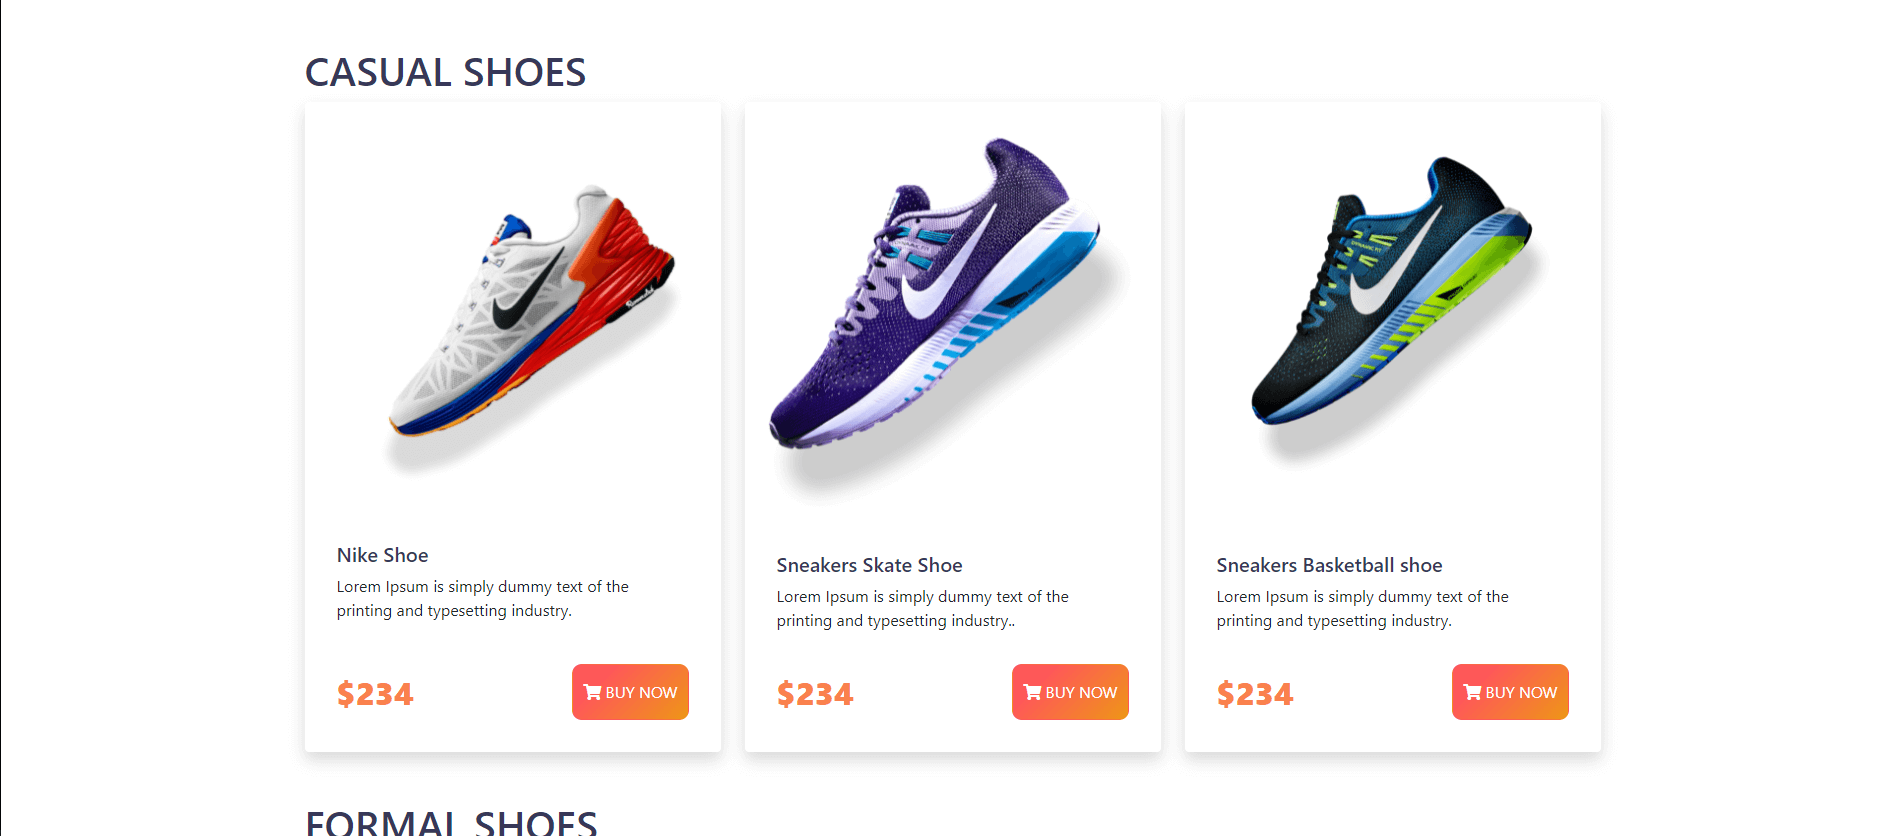 CASUAL SHOES
Nike Shoe
Lorem Ipsum is simply dummy text of the
printing and typesetting industry.
$234
BUY NOW
Sneakers Skate Shoe
Lorem Ipsum is simply dummy text of the
printing and typesetting industry..
$234
BUY NOW
Sneakers Basketball shoe
Lorem Ipsum is simply dummy text of the
printing and typesetting industry.
$234
BUY NOW
FORMAL SHOES